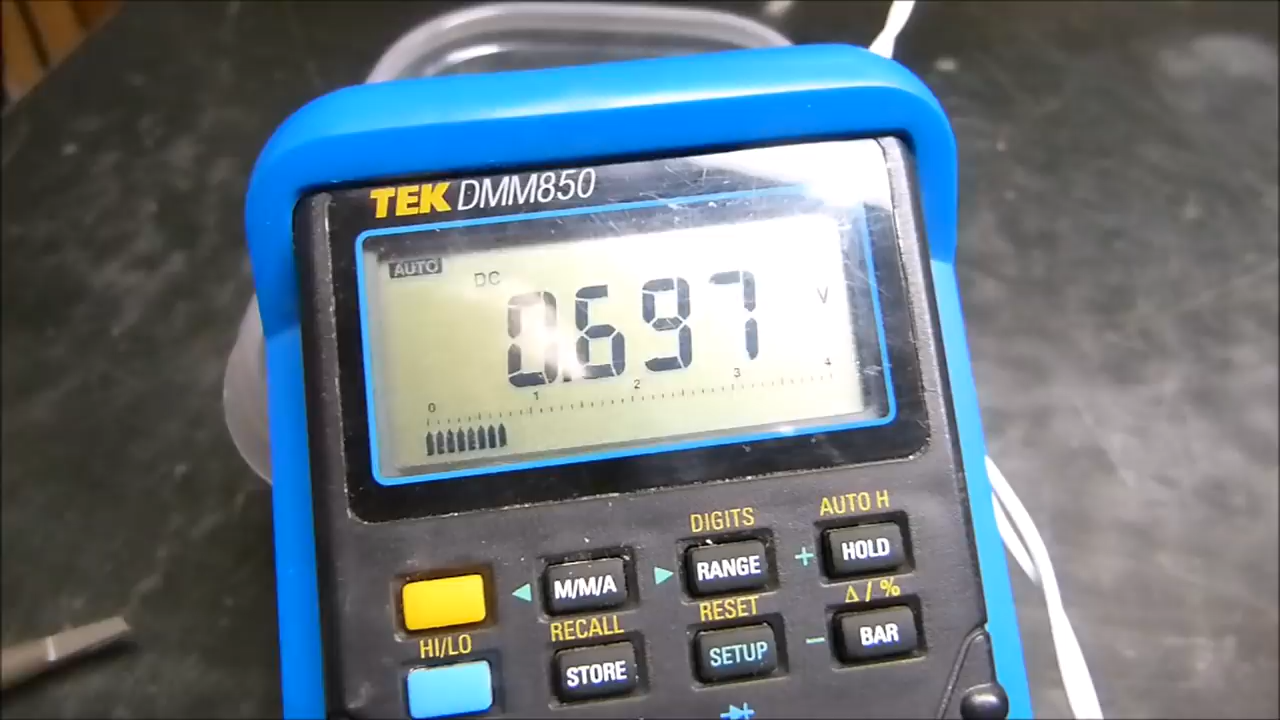 TEK DMM850
AUTO
DC
0.697 V
0 1 2 3 4
DIGITS
AUTO H
M/M/A
RANGE
+
HOLD
HI/LO
RECALL
RESET
Δ / %
STORE
SETUP
−
BAR